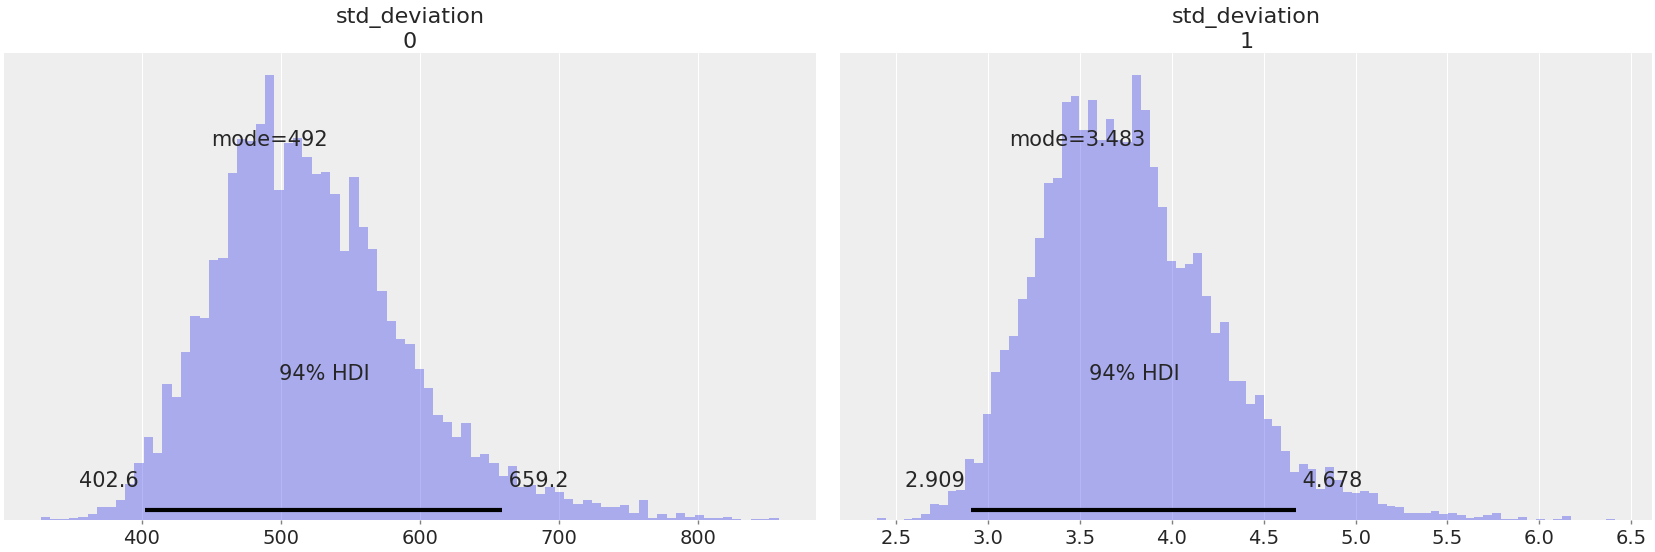 std_deviation
0
mode=492
94% HDI
402.6
659.2
400 500 600 700 800
std_deviation
1
mode=3.483
94% HDI
2.909
4.678
2.5 3.0 3.5 4.0 4.5 5.0 5.5 6.0 6.5